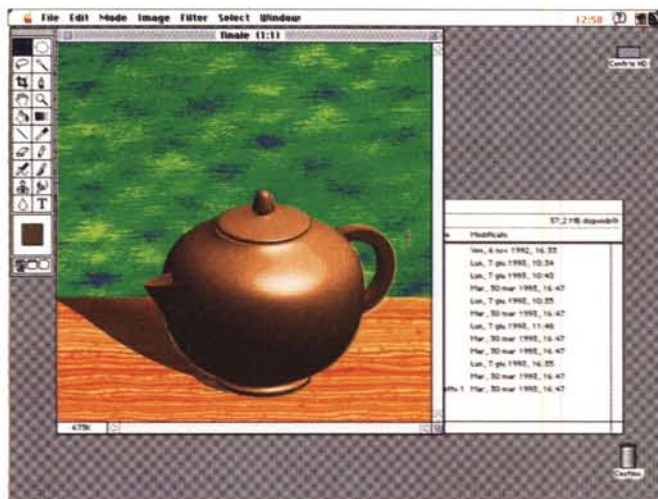 File Edit Mode Image Filter Select Window
12:58
finale (1:1)
Centris HD
57,2 MB disponibili
Modificato
Ven, 6 nov 1992, 16:33
Lun, 7 giu 1993, 10:34
Lun, 7 giu 1993, 10:43
Mar, 30 mar 1993, 16:47
Lun, 7 giu 1993, 10:35
Mar, 30 mar 1993, 16:47
Lun, 7 giu 1993, 11:48
Mar, 30 mar 1993, 16:47
Mar, 30 mar 1993, 16:47
Lun, 7 giu 1993, 16:35
Mar, 30 mar 1993, 16:47
Mar, 30 mar 1993, 16:47
T
Cestino